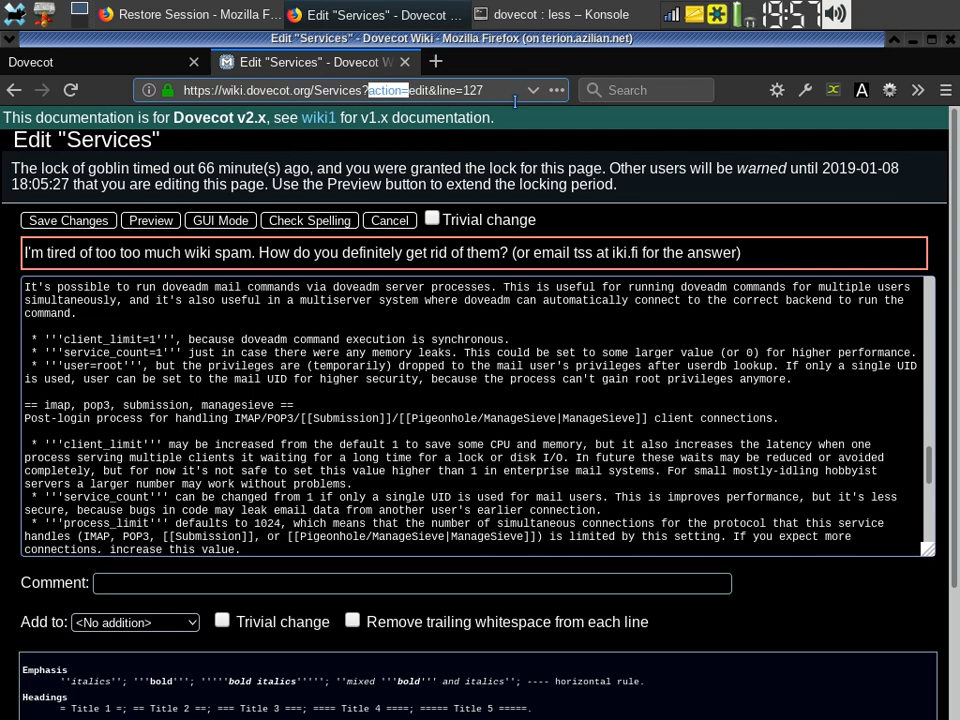 Restore Session - Mozilla F...
Edit "Services" - Dovecot ...
dovecot : less – Konsole
19:57
Edit "Services" - Dovecot Wiki - Mozilla Firefox (on terion.azilian.net)
Dovecot
Edit "Services" - Dovecot W
https://wiki.dovecot.org/Services?action=edit&line=127
Search
This documentation is for Dovecot v2.x, see wiki1 for v1.x documentation.
Edit "Services"
The lock of goblin timed out 66 minute(s) ago, and you were granted the lock for this page. Other users will be warned until 2019-01-08
18:05:27 that you are editing this page. Use the Preview button to extend the locking period.
Save Changes Preview GUI Mode Check Spelling Cancel Trivial change
I'm tired of too too much wiki spam. How do you definitely get rid of them? (or email tss at iki.fi for the answer)
It's possible to run doveadm mail commands via doveadm server processes. This is useful for running doveadm commands for multiple users
simultaneously, and it's also useful in a multiserver system where doveadm can automatically connect to the correct backend to run the
command.
* '''client_limit=1''', because doveadm command execution is synchronous.
* '''service_count=1''' just in case there were any memory leaks. This could be set to some larger value (or 0) for higher performance.
* '''user=root''', but the privileges are (temporarily) dropped to the mail user's privileges after userdb lookup. If only a single UID
is used, user can be set to the mail UID for higher security, because the process can't gain root privileges anymore.
== imap, pop3, submission, managesieve ==
Post-login process for handling IMAP/POP3/[[Submission]]/[[Pigeonhole/ManageSieve|ManageSieve]] client connections.
* '''client_limit''' may be increased from the default 1 to save some CPU and memory, but it also increases the latency when one
process serving multiple clients it waiting for a long time for a lock or disk I/O. In future these waits may be reduced or avoided
completely, but for now it's not safe to set this value higher than 1 in enterprise mail systems. For small mostly-idling hobbyist
servers a larger number may work without problems.
* '''service_count''' can be changed from 1 if only a single UID is used for mail users. This is improves performance, but it's less
secure, because bugs in code may leak email data from another user's earlier connection.
* '''process_limit''' defaults to 1024, which means that the number of simultaneous connections for the protocol that this service
handles (IMAP, POP3, [[Submission]], or [[Pigeonhole/ManageSieve|ManageSieve]]) is limited by this setting. If you expect more
connections, increase this value.
Comment:
Add to: <No addition> Trivial change Remove trailing whitespace from each line
Emphasis
''italics''; '''bold'''; '''''bold italics'''''; ''mixed '''bold''' and italics''; ---- horizontal rule.
Headings
= Title 1 =; == Title 2 ==; === Title 3 ===; ==== Title 4 ====; ===== Title 5 =====.